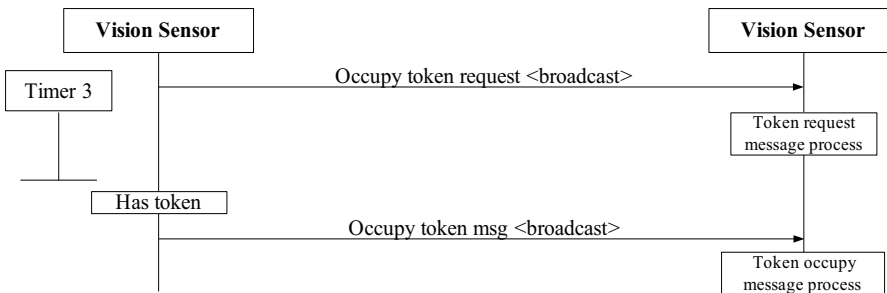 Vision Sensor
Vision Sensor
Occupy token request <broadcast>
Timer 3
Token request
message process
Has token
Occupy token msg <broadcast>
Token occupy
message process